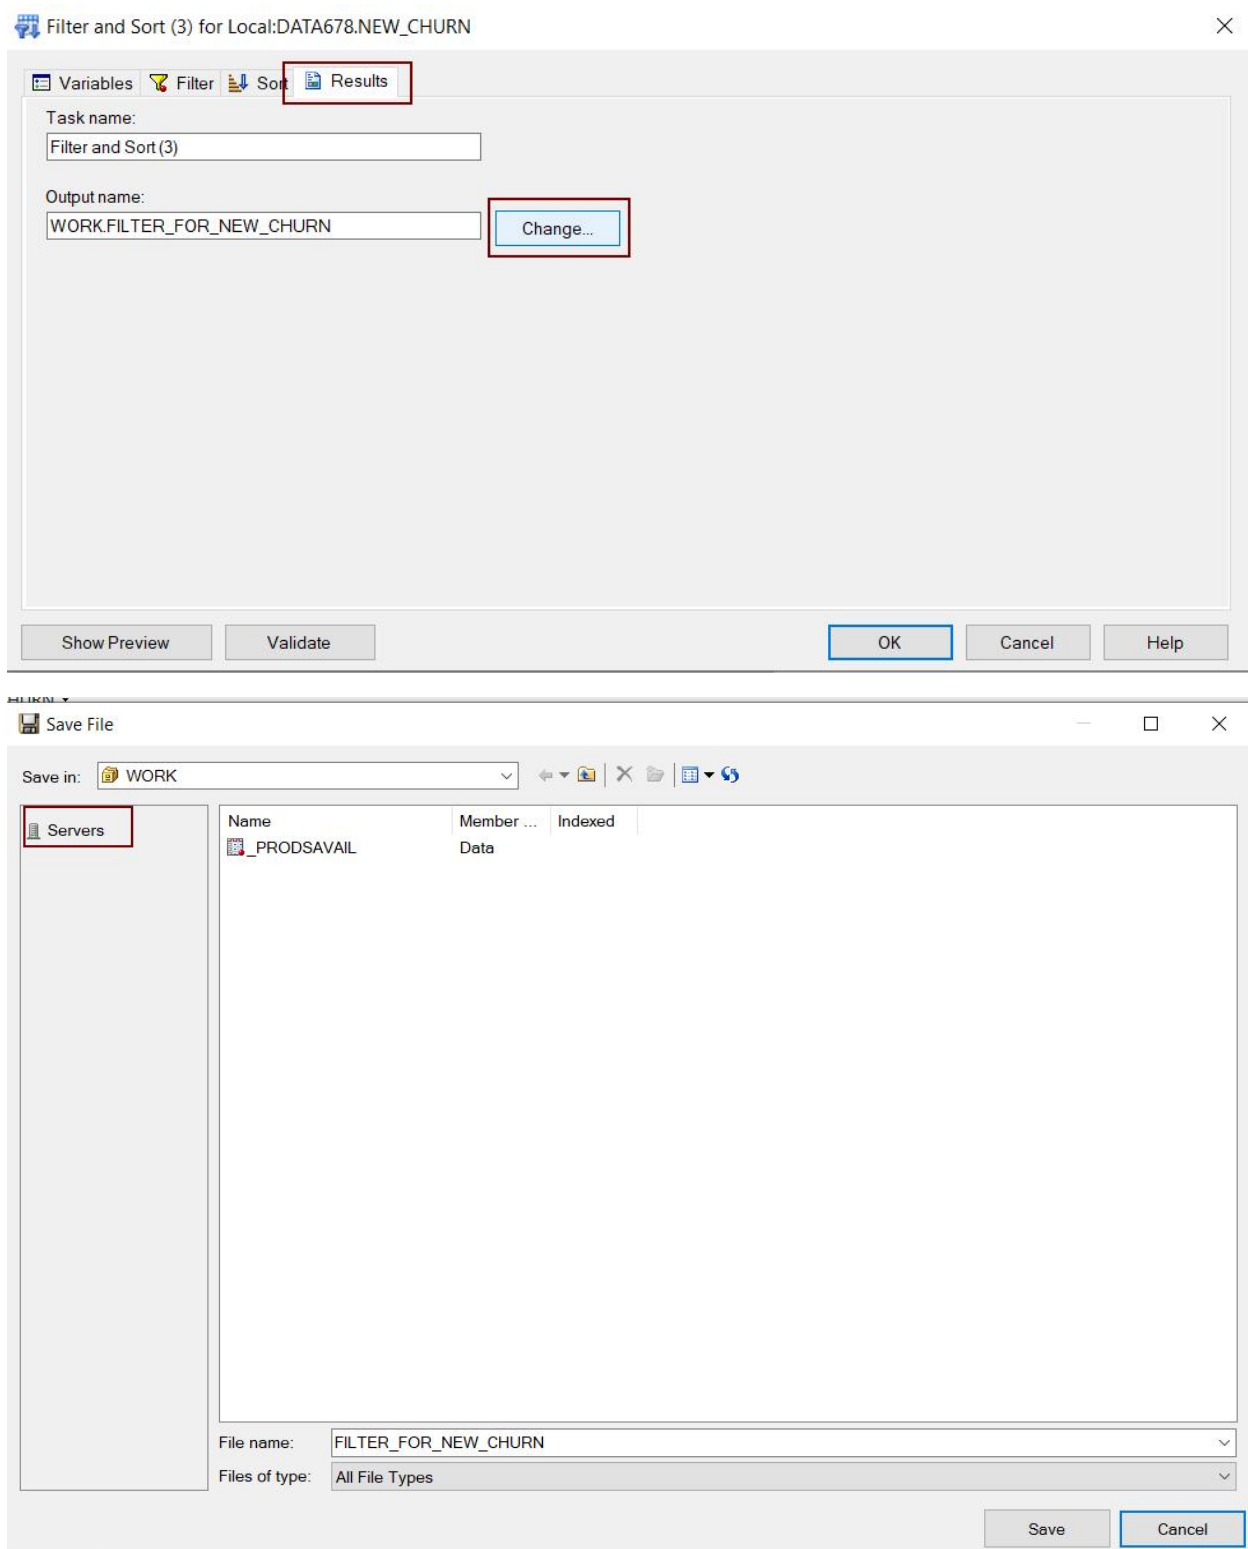 Filter and Sort (3) for Local:DATA678.NEW_CHURN
Variables Filter Sort Results
Task name:
Filter and Sort (3)
Output name:
WORK.FILTER_FOR_NEW_CHURN Change...
Show Preview Validate OK Cancel Help
Save File
Save in: WORK
Servers Name Member ... Indexed
_PRODSAVAIL Data
File name: FILTER_FOR_NEW_CHURN
Files of type: All File Types
Save Cancel